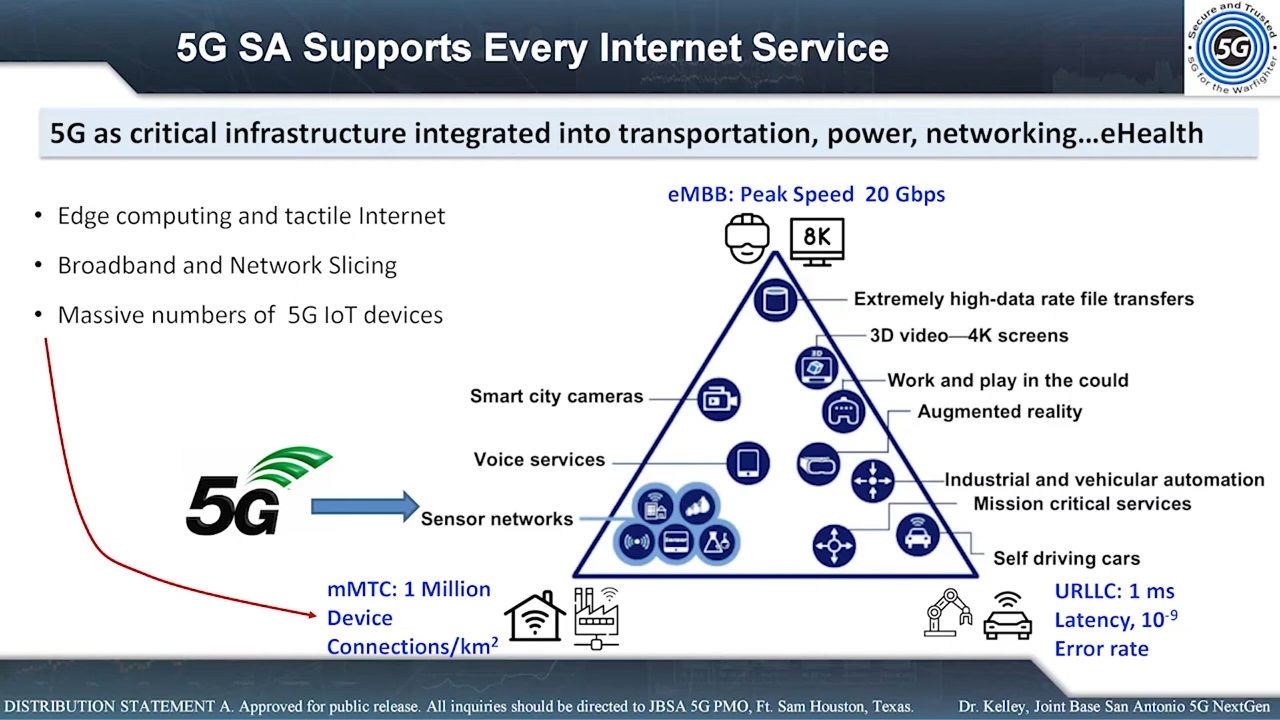 5G SA Supports Every Internet Service
Secure and Trusted
5G
5G for the Warfighter
5G as critical infrastructure integrated into transportation, power, networking...eHealth
• Edge computing and tactile Internet
• Broadband and Network Slicing
• Massive numbers of 5G IoT devices
eMBB: Peak Speed 20 Gbps
8K
Extremely high-data rate file transfers
3D video—4K screens
3D
Work and play in the could
Smart city cameras
Augmented reality
Voice services
Industrial and vehicular automation
Mission critical services
5G
Sensor networks
Sensor
Self driving cars
mMTC: 1 Million
Device
Connections/km²
URLLC: 1 ms
Latency, 10⁻⁹
Error rate
DISTRIBUTION STATEMENT A. Approved for public release. All inquiries should be directed to JBSA 5G PMO, Ft. Sam Houston, Texas.
Dr. Kelley, Joint Base San Antonio 5G NextGen